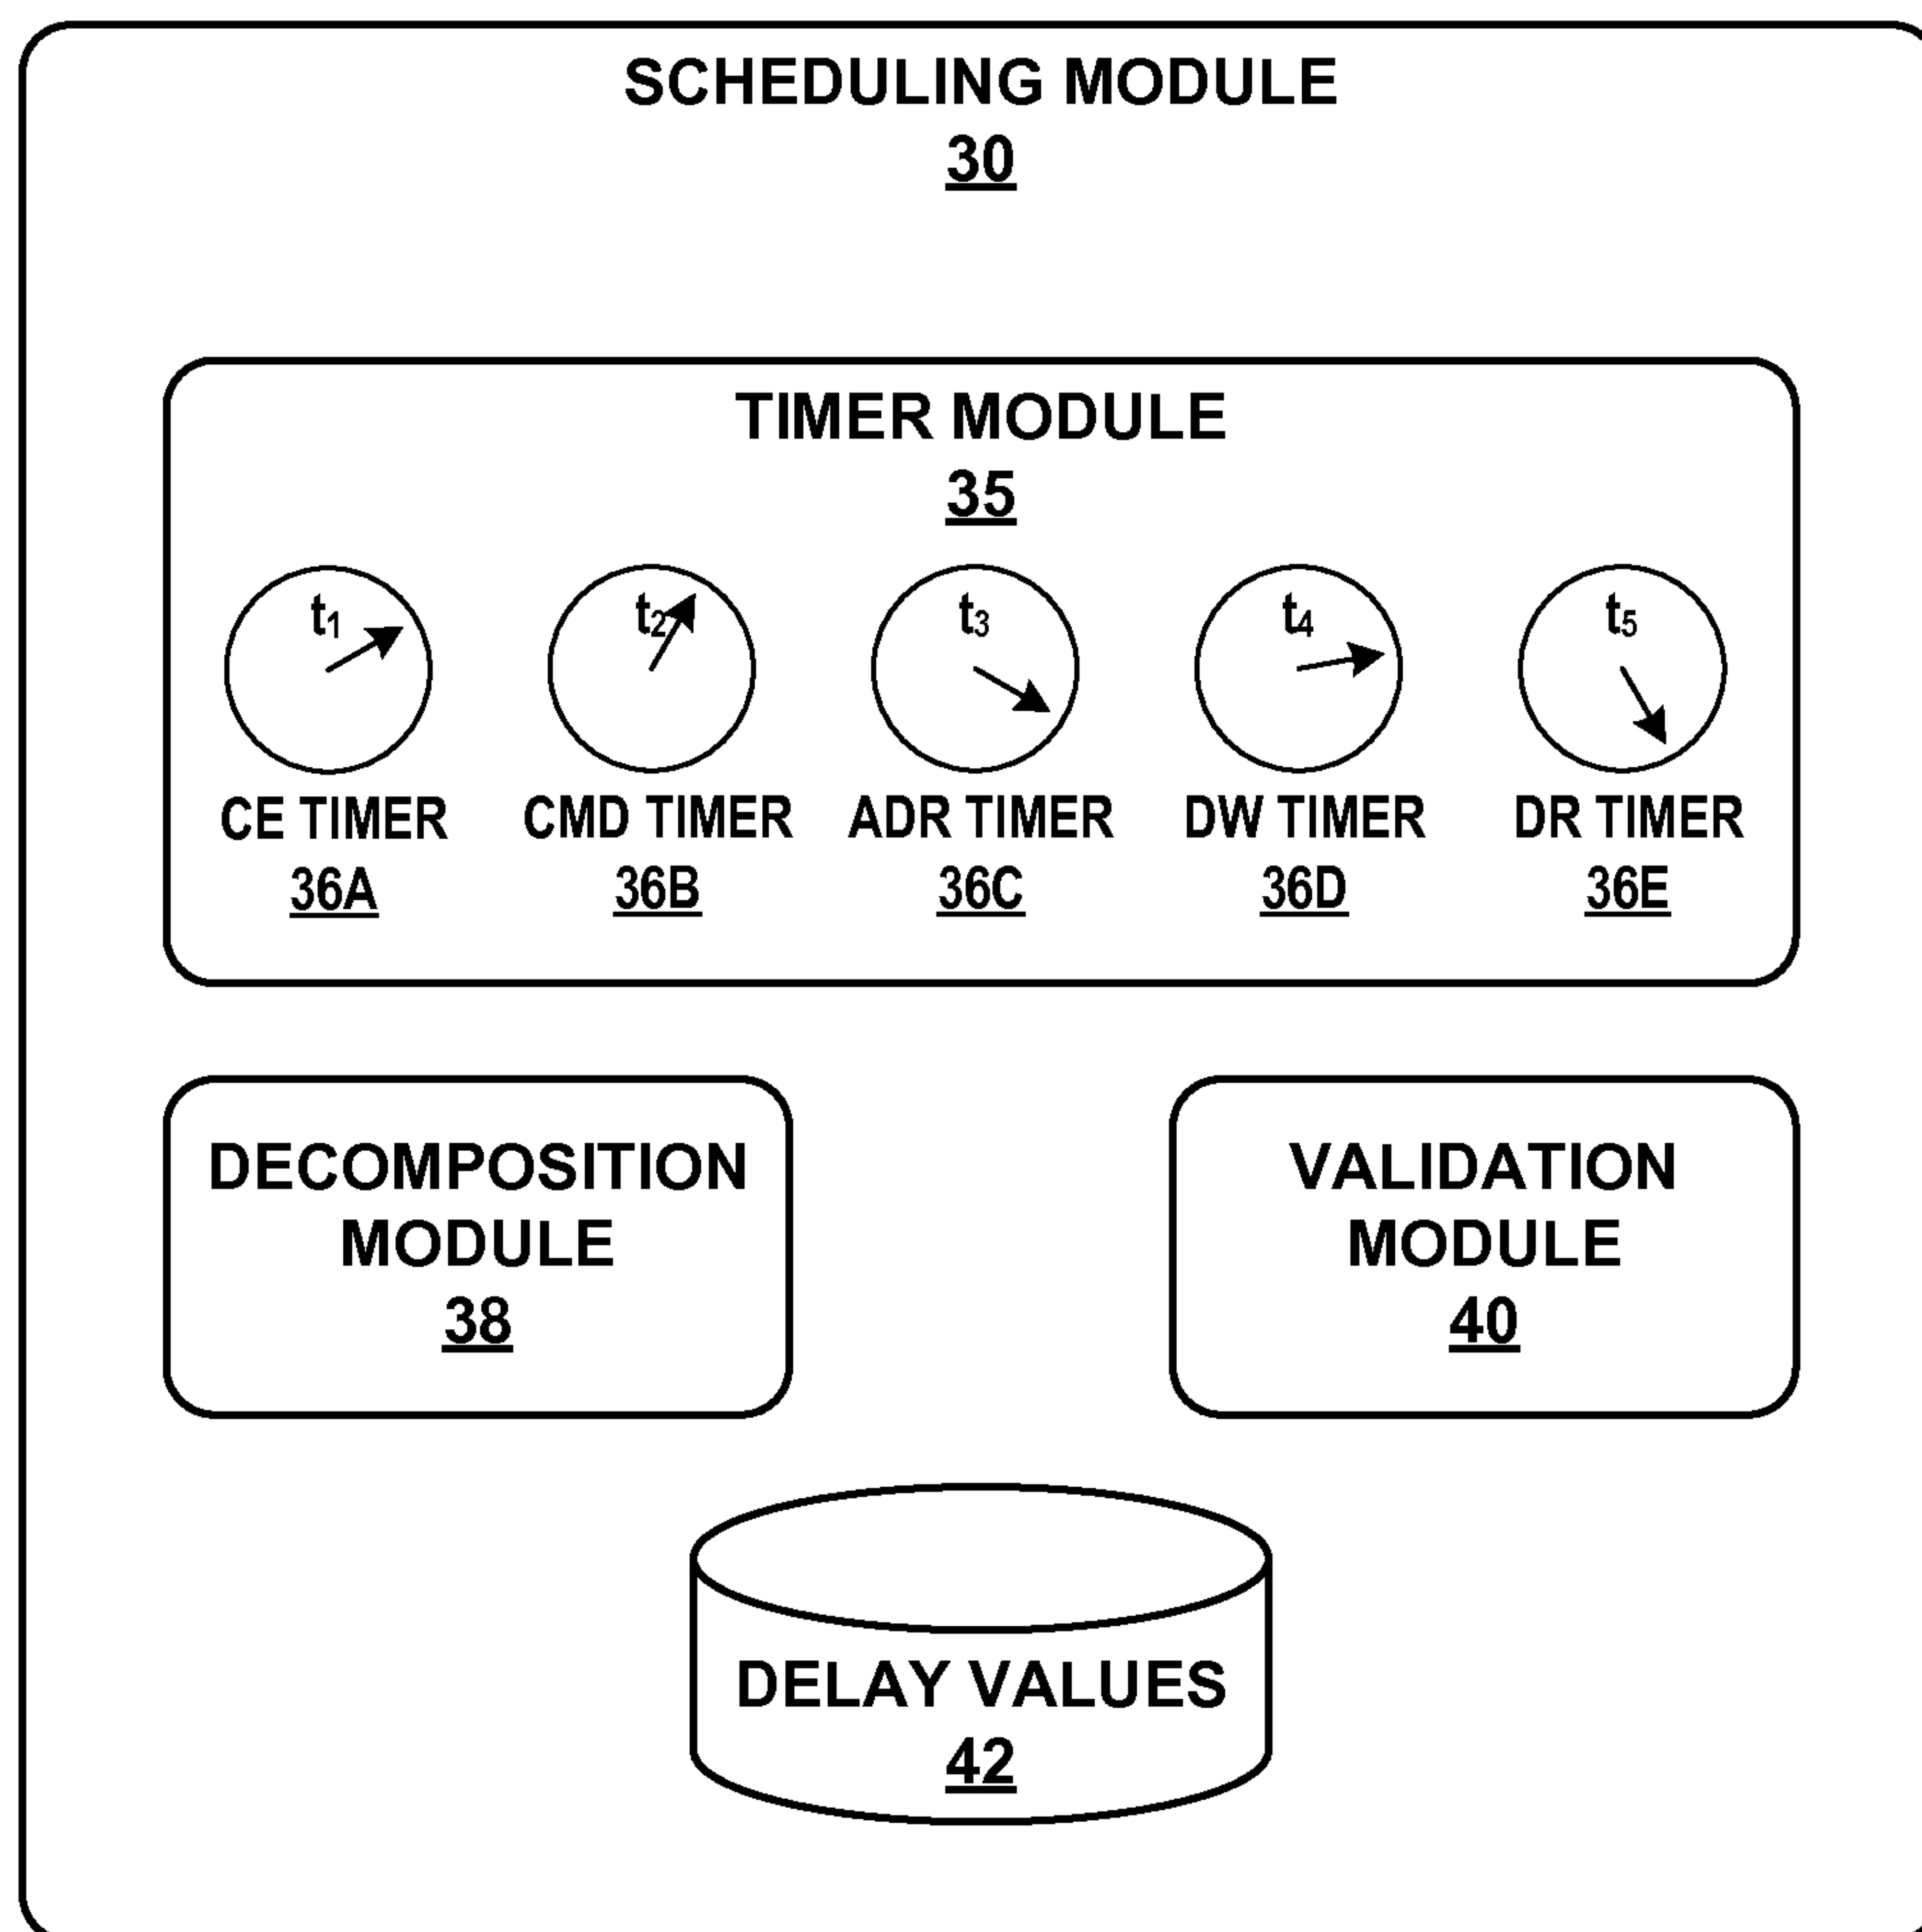 SCHEDULING MODULE
30
TIMER MODULE
35
t1 t2 t3 t4 t5
CE TIMER CMD TIMER ADR TIMER DW TIMER DR TIMER
36A 36B 36C 36D 36E
DECOMPOSITION
MODULE
38
VALIDATION
MODULE
40
DELAY VALUES
42